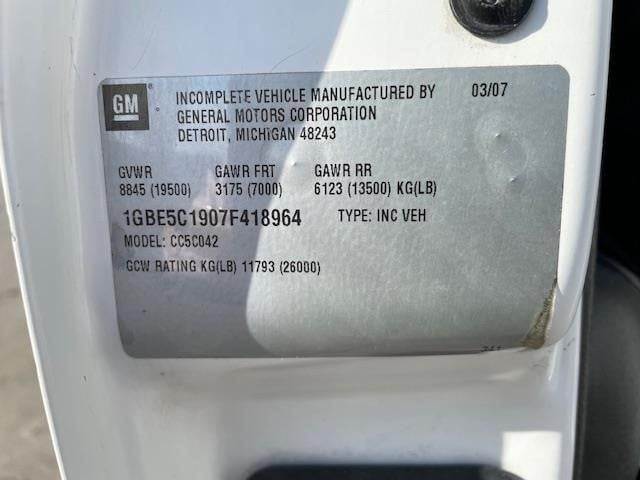 GM ® INCOMPLETE VEHICLE MANUFACTURED BY 03/07
GENERAL MOTORS CORPORATION
DETROIT, MICHIGAN 48243
GVWR GAWR FRT GAWR RR
8845 (19500) 3175 (7000) 6123 (13500) KG(LB)
1GBE5C1907F418964 TYPE: INC VEH
MODEL: CC5C042
GCW RATING KG(LB) 11793 (26000)